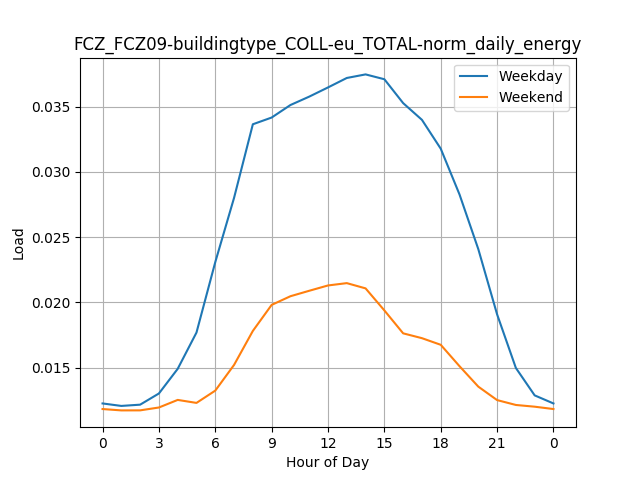 FCZ_FCZ09-buildingtype_COLL-eu_TOTAL-norm_daily_energy
Weekday
Weekend
0.035
0.030
0.025
0.020
0.015
Load
0 3 6 9 12 15 18 21 0
Hour of Day